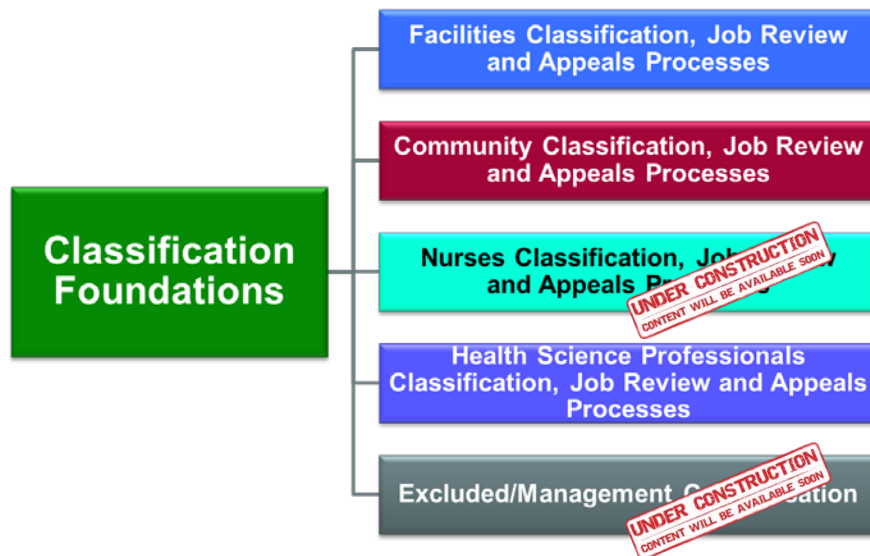 Facilities Classification, Job Review
and Appeals Processes
Community Classification, Job Review
and Appeals Processes
Classification
Foundations
Nurses Classification,
and Appeals
UNDER CONSTRUCTION
CONTENT WILL BE AVAILABLE SOON
Health Science Professionals
Classification, Job Review and Appeals
Processes
Excluded/Management
UNDER CONSTRUCTION
CONTENT WILL BE AVAILABLE SOON